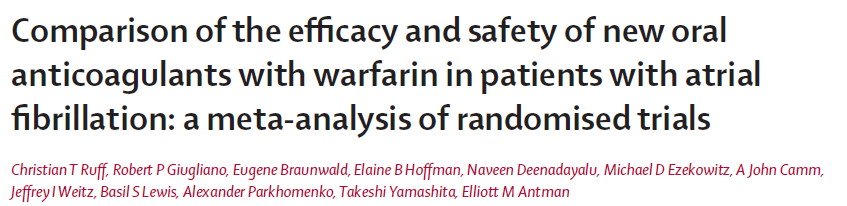 Comparison of the efficacy and safety of new oral
anticoagulants with warfarin in patients with atrial
fibrillation: a meta-analysis of randomised trials
Christian T Ruff, Robert P Giugliano, Eugene Braunwald, Elaine B Hoffman, Naveen Deenadayalu, Michael D Ezekowitz, A John Camm,
Jeffrey I Weitz, Basil S Lewis, Alexander Parkhomenko, Takeshi Yamashita, Elliott M Antman